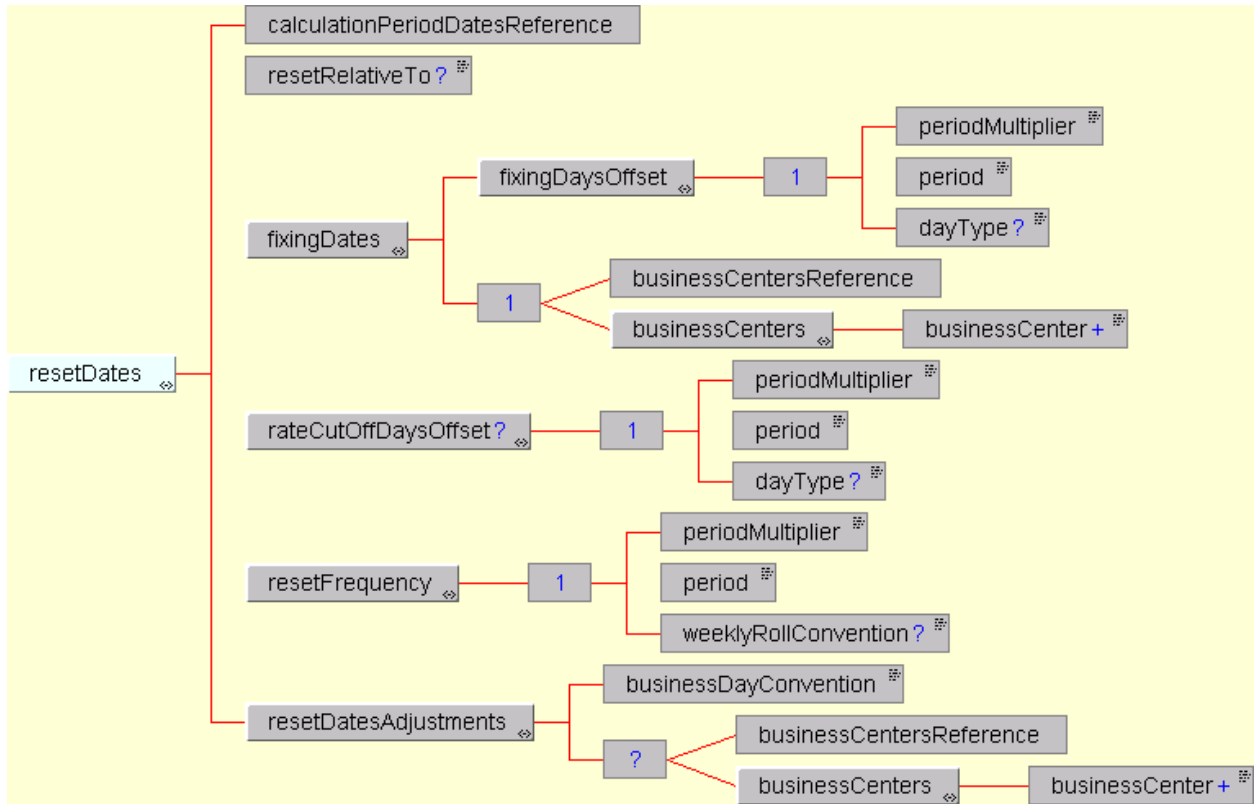 calculationPeriodDatesReference
resetRelativeTo?
periodMultiplier
fixingDaysOffset
1
period
dayType?
fixingDates
1
businessCentersReference
businessCenters
businessCenter+
resetDates
rateCutOffDaysOffset?
1
periodMultiplier
period
dayType?
resetFrequency
1
periodMultiplier
period
weeklyRollConvention?
resetDatesAdjustments
businessDayConvention
?
businessCentersReference
businessCenters
businessCenter+